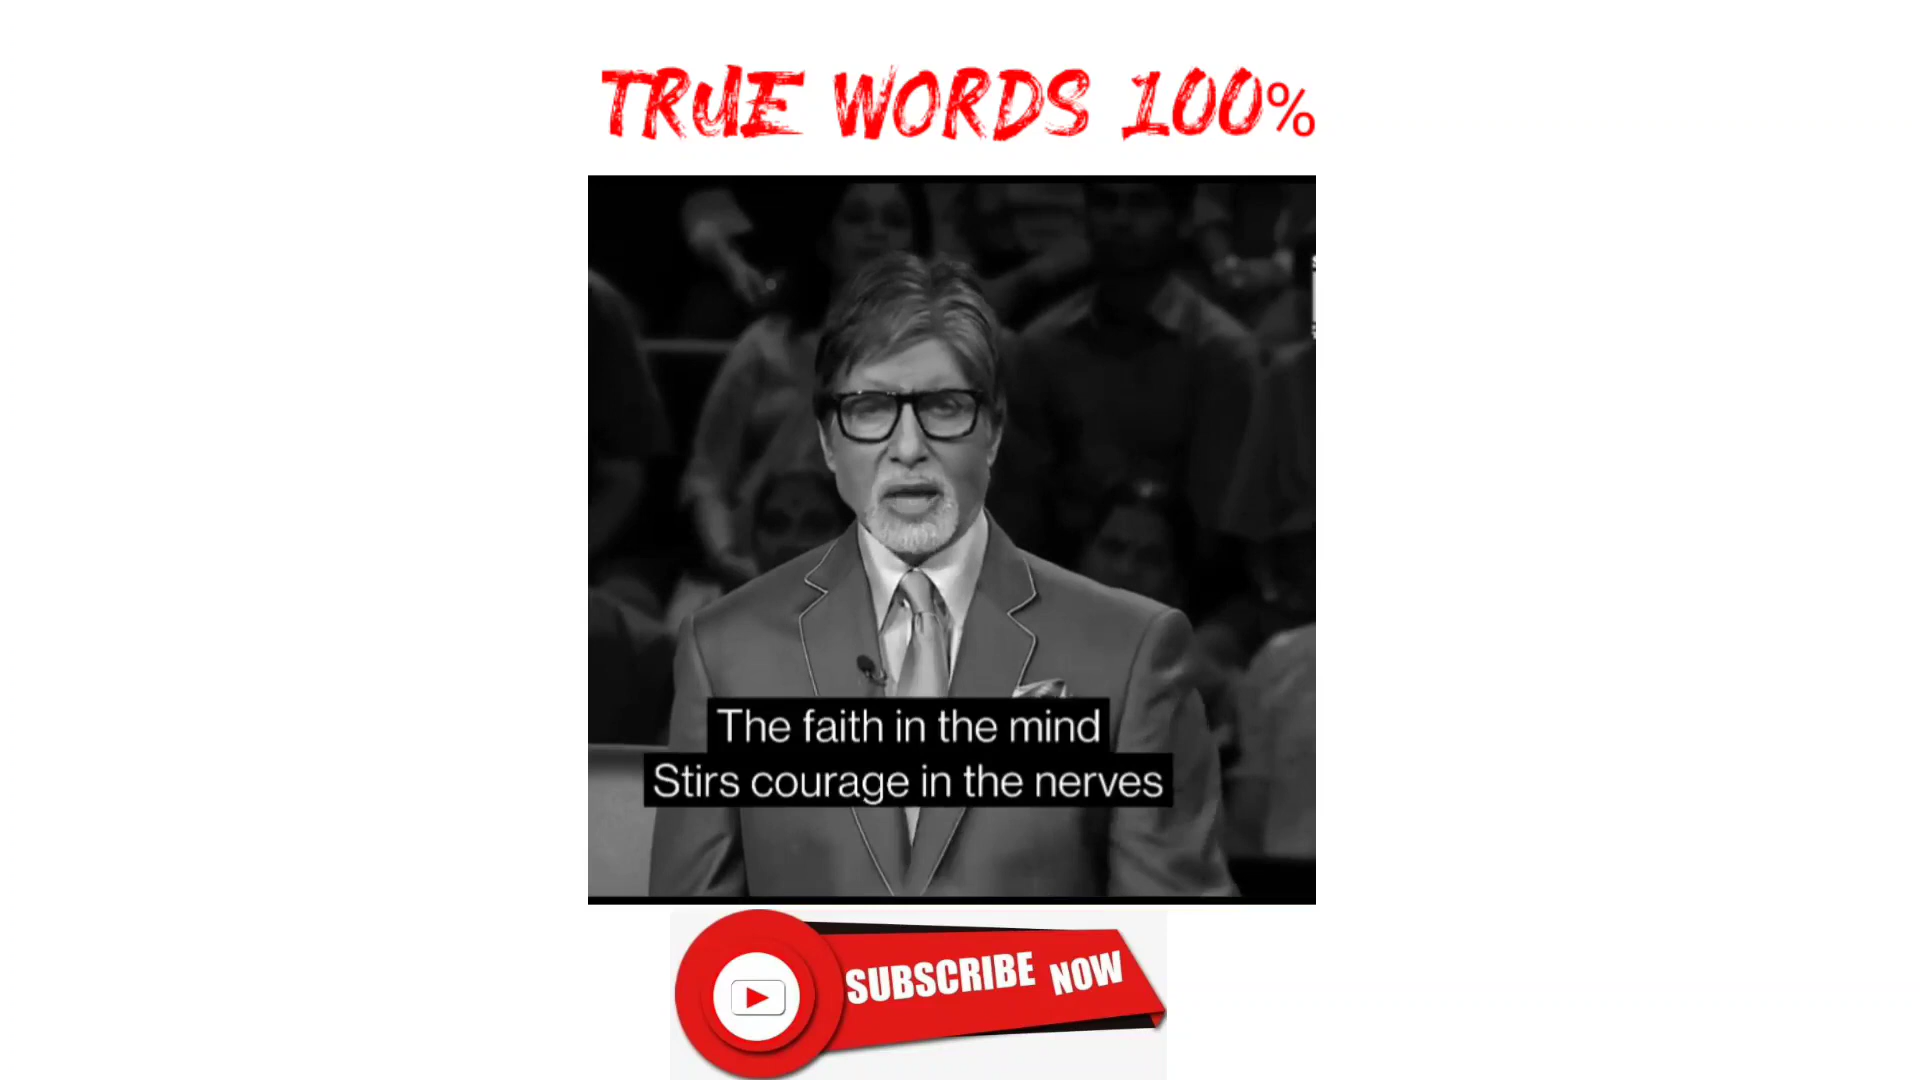 TRUE WORDS 100%
The faith in the mind
Stirs courage in the nerves
SUBSCRIBE NOW